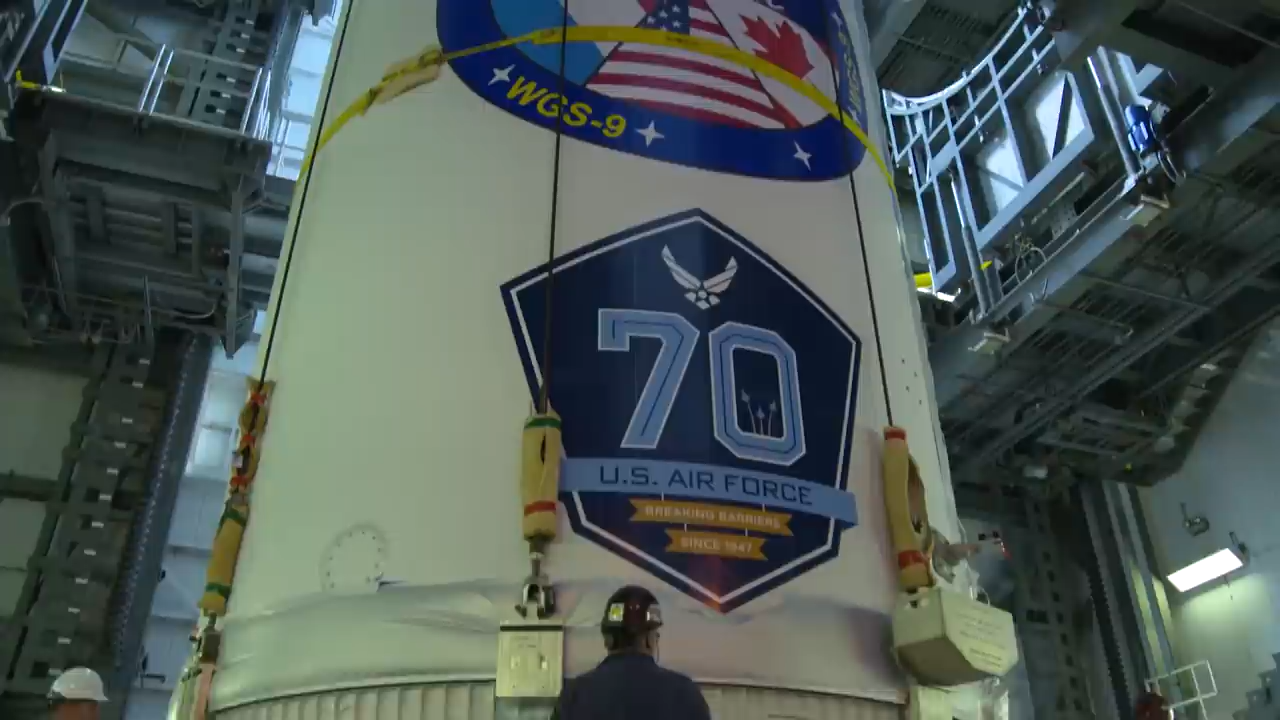 WGS-9
70
U.S. AIR FORCE
BREAKING BARRIERS
SINCE 1947